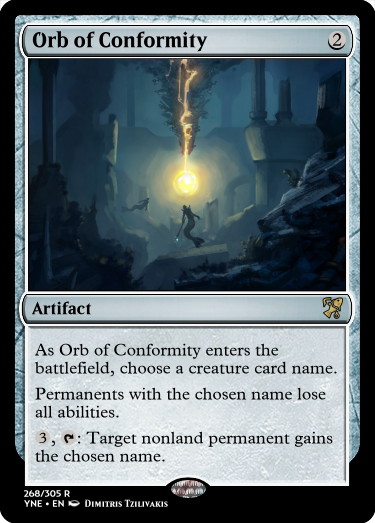 Orb of Conformity 2
Artifact
As Orb of Conformity enters the
battlefield, choose a creature card name.
Permanents with the chosen name lose
all abilities.
3, : Target nonland permanent gains
the chosen name.
268/305 R
YNE • EN Dimitris Tzilivakis